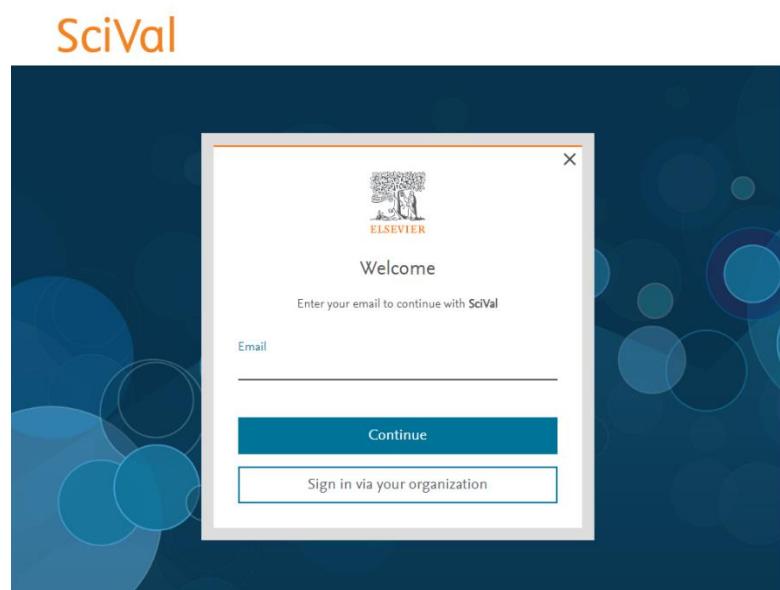 SciVal
ELSEVIER
Welcome
Enter your email to continue with SciVal
Email
Continue
Sign in via your organization